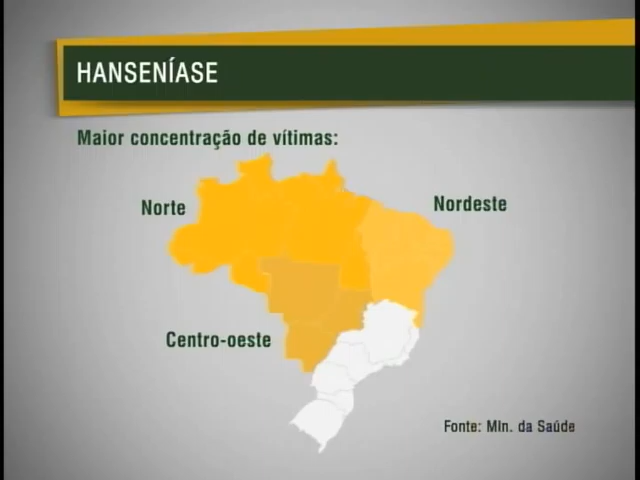 HANSENÍASE
Maior concentração de vítimas:
Norte
Nordeste
Centro-oeste
Fonte: MIn. da Saúde